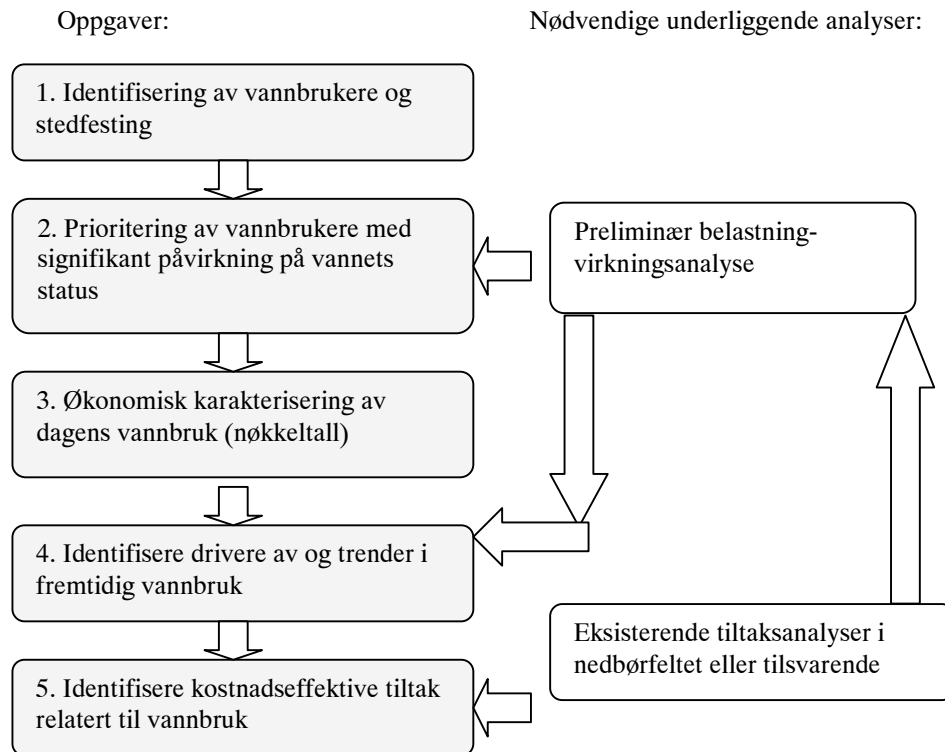 Oppgaver:
Nødvendige underliggende analyser:
1. Identifisering av vannbrukere og
stedfesting
2. Prioritering av vannbrukere med
signifikant påvirkning på vannets
status
Preliminær belastning-
virkningsanalyse
3. Økonomisk karakterisering av
dagens vannbruk (nøkkeltall)
4. Identifisere drivere av og trender i
fremtidig vannbruk
Eksisterende tiltaksanalyser i
nedbørfeltet eller tilsvarende
5. Identifisere kostnadseffektive tiltak
relatert til vannbruk